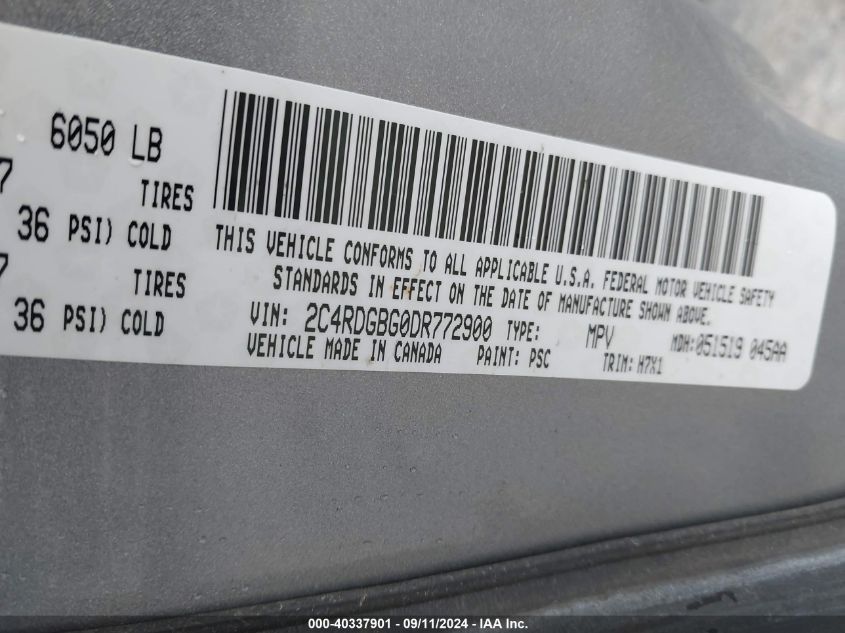 6050 LB
7 TIRES
36 PSI) COLD
7 TIRES
36 PSI) COLD
THIS VEHICLE CONFORMS TO ALL APPLICABLE U.S.A. FEDERAL MOTOR VEHICLE SAFETY
STANDARDS IN EFFECT ON THE DATE OF MANUFACTURE SHOWN ABOVE.
VIN: 2C4RDGBG0DR772900 TYPE: MPV MDH:051519 045AA
VEHICLE MADE IN CANADA PAINT: PSC TRIM: H7X1
000-40337901 - 09/11/2024 - IAA Inc.